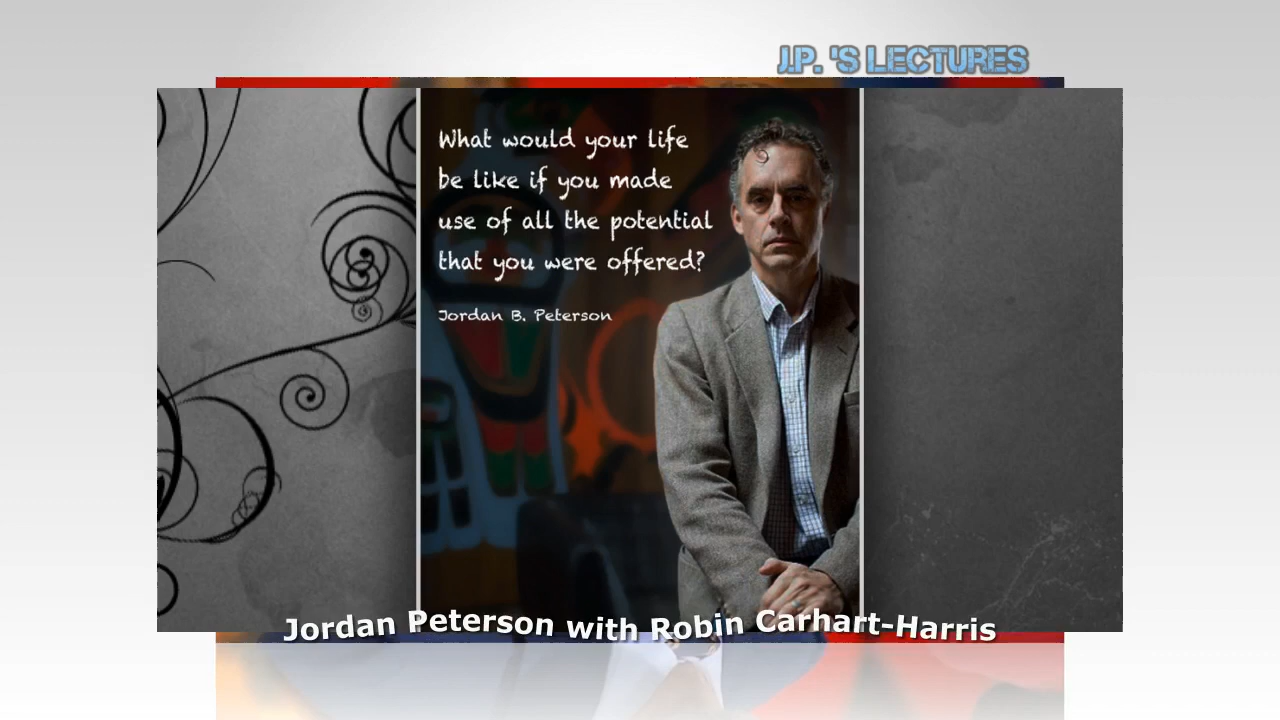 J.P. 'S LECTURES
What would your life
be like if you made
use of all the potential
that you were offered?
Jordan B. Peterson
Jordan Peterson with Robin Carhart-Harris